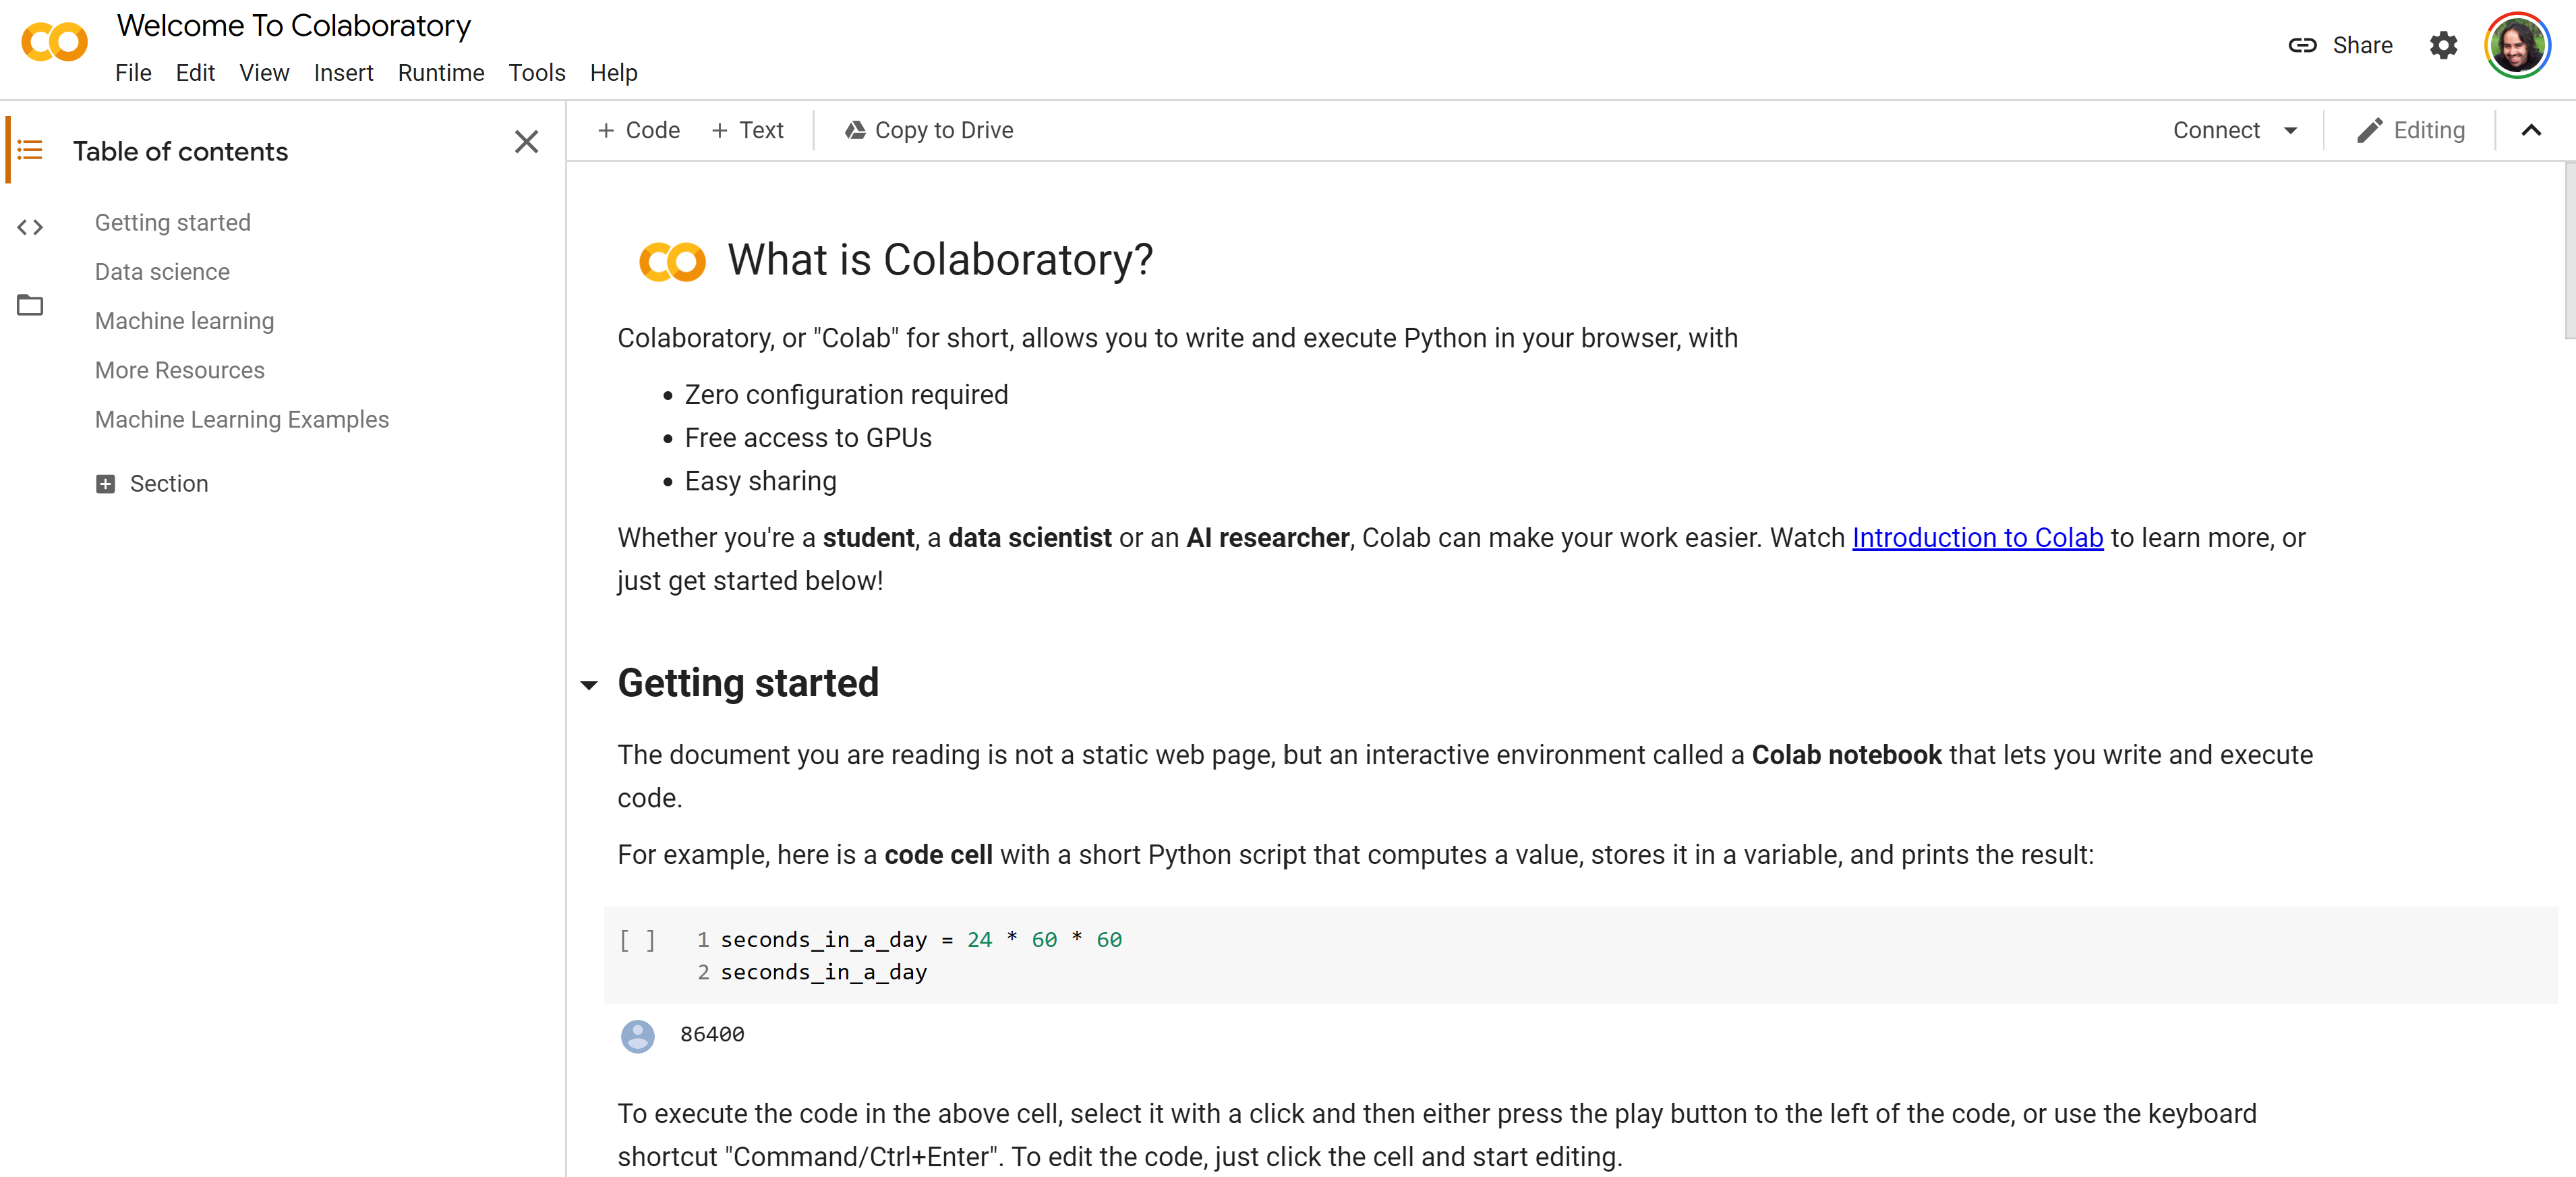 Welcome To Colaboratory
File Edit View Insert Runtime Tools Help
Share
Table of contents
Getting started
Data science
Machine learning
More Resources
Machine Learning Examples
Section
+ Code + Text Copy to Drive
Connect Editing
What is Colaboratory?
Colaboratory, or "Colab" for short, allows you to write and execute Python in your browser, with
• Zero configuration required
• Free access to GPUs
• Easy sharing
Whether you're a student, a data scientist or an AI researcher, Colab can make your work easier. Watch Introduction to Colab to learn more, or
just get started below!
Getting started
The document you are reading is not a static web page, but an interactive environment called a Colab notebook that lets you write and execute
code.
For example, here is a code cell with a short Python script that computes a value, stores it in a variable, and prints the result:
[ ] 1 seconds_in_a_day = 24 * 60 * 60
2 seconds_in_a_day
86400
To execute the code in the above cell, select it with a click and then either press the play button to the left of the code, or use the keyboard
shortcut "Command/Ctrl+Enter". To edit the code, just click the cell and start editing.